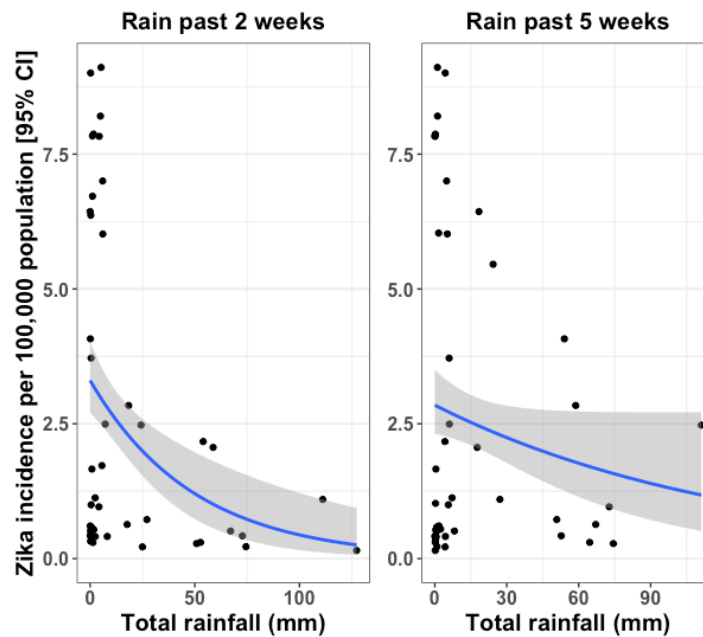 Rain past 2 weeks
Rain past 5 weeks
Zika incidence per 100,000 population [95% CI]
7.5
5.0
2.5
0.0
7.5
5.0
2.5
0.0
0 50 100
0 30 60 90
Total rainfall (mm)
Total rainfall (mm)